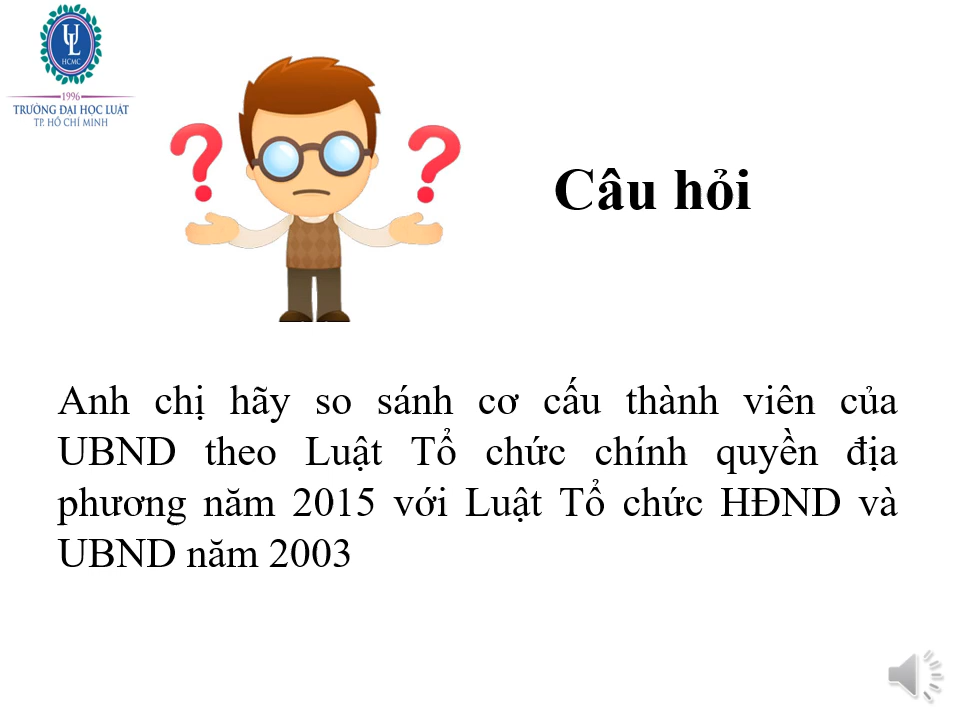 UL
HCMC
1996
TRƯỜNG ĐẠI HỌC LUẬT
TP. HỒ CHÍ MINH
? ?
Câu hỏi
Anh chị hãy so sánh cơ cấu thành viên của
UBND theo Luật Tổ chức chính quyền địa
phương năm 2015 với Luật Tổ chức HĐND và
UBND năm 2003